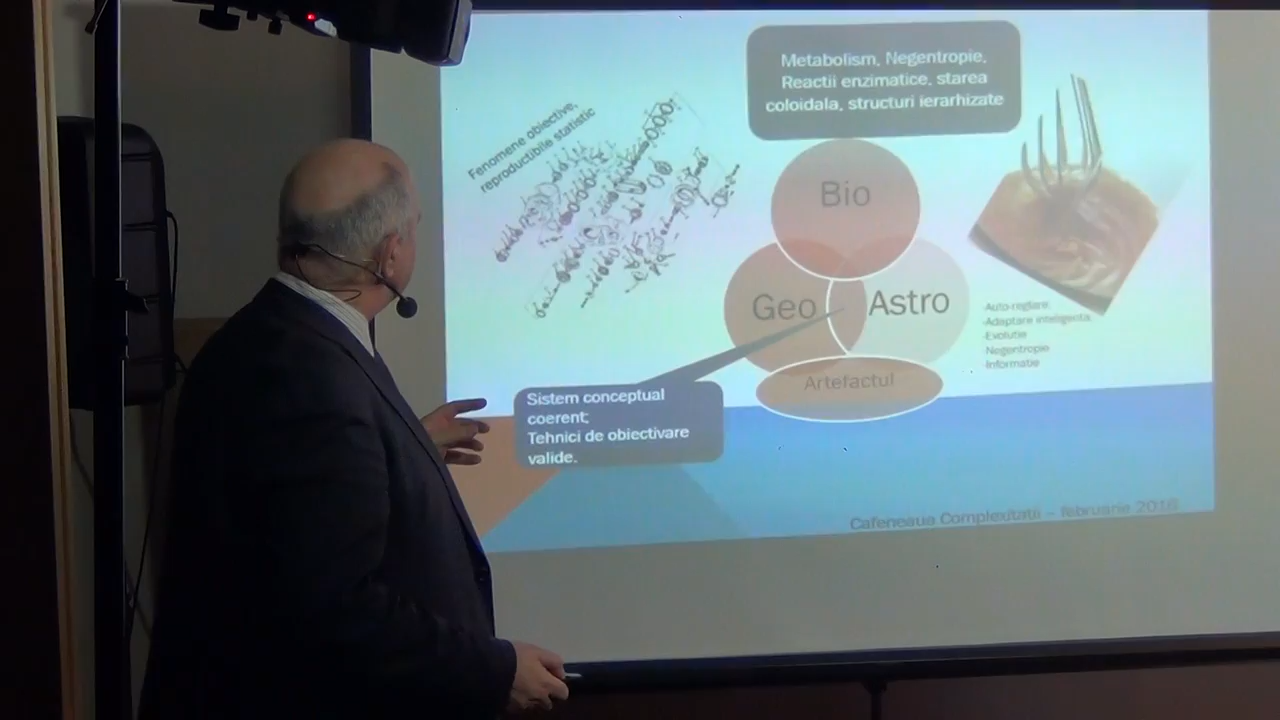 Metabolism, Negentropie,
Reactii enzimatice, starea
coloidala, structuri ierarhizate
Fenomene obiective,
reproductibile statistic
Bio
Geo
Astro
Artefactul
-Auto-reglare
-Adaptare inteligenta
-Evolutie
-Negentropie
-Informatie
Sistem conceptual
coerent;
Tehnici de obiectivare
valide.
Cafeneaua Complexitatii – februarie 2016